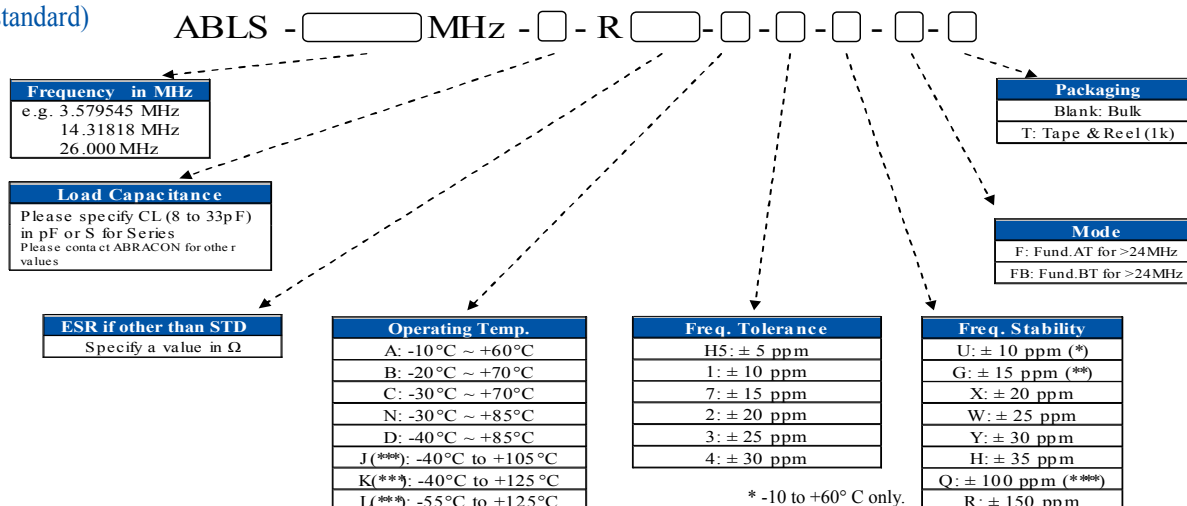 standard)
ABLS - MHz - - R - - - - -
Frequency in MHz
e.g. 3.579545 MHz
14.31818 MHz
26.000 MHz
Packaging
Blank: Bulk
T: Tape & Reel (1k)
Load Capacitance
Please specify CL (8 to 33pF)
in pF or S for Series
Please contact ABRACON for other
values
Mode
F: Fund.AT for >24MHz
FB: Fund.BT for >24MHz
ESR if other than STD
Specify a value in Ω
Operating Temp.
A: -10°C ~ +60°C
B: -20°C ~ +70°C
C: -30°C ~ +70°C
N: -30°C ~ +85°C
D: -40°C ~ +85°C
J(***): -40°C to +105°C
K(***): -40°C to +125°C
L(***): -55°C to +125°C
Freq. Tolerance
H5: ± 5 ppm
1: ± 10 ppm
7: ± 15 ppm
2: ± 20 ppm
3: ± 25 ppm
4: ± 30 ppm
* -10 to +60° C only.
Freq. Stability
U: ± 10 ppm (*)
G: ± 15 ppm (**)
X: ± 20 ppm
W: ± 25 ppm
Y: ± 30 ppm
H: ± 35 ppm
Q: ± 100 ppm (****)
R: ± 150 ppm